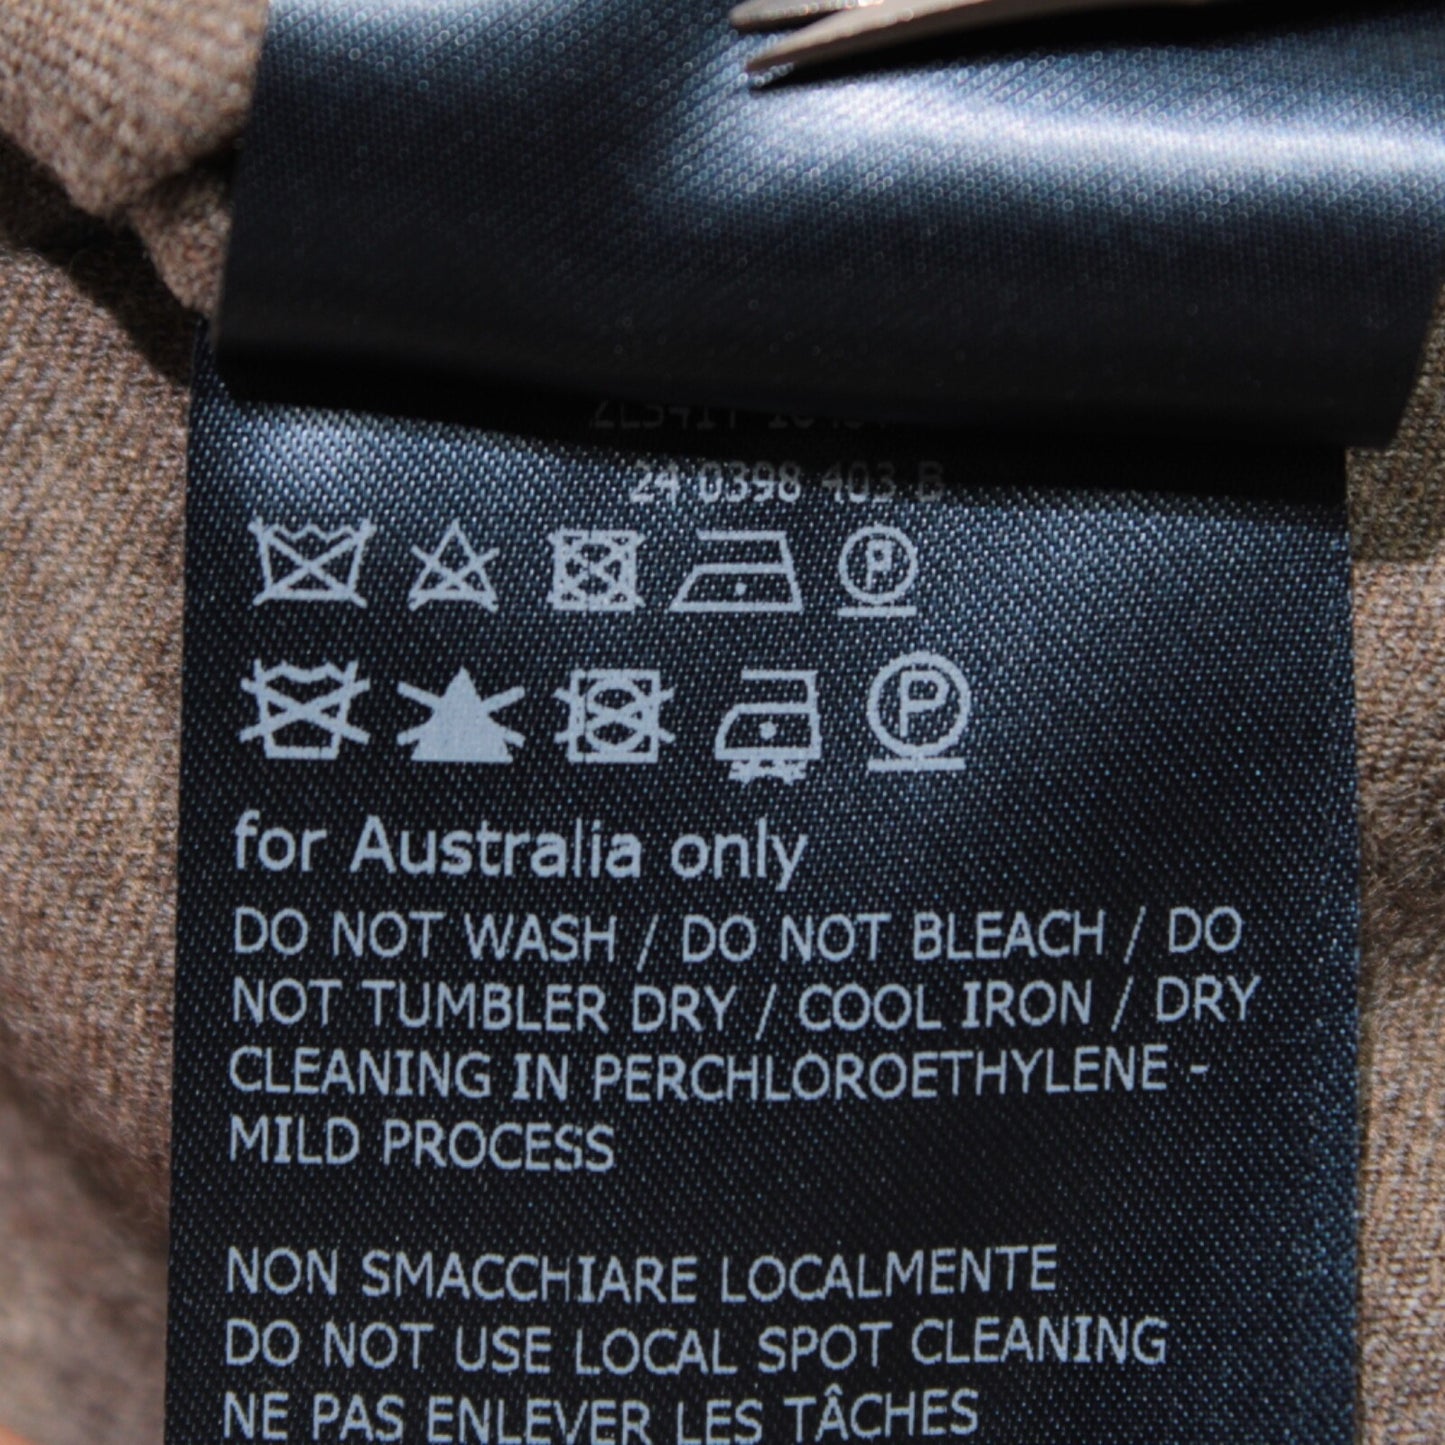 24 0398 403 B
for Australia only
DO NOT WASH / DO NOT BLEACH / DO
NOT TUMBLER DRY / COOL IRON / DRY
CLEANING IN PERCHLOROETHYLENE -
MILD PROCESS
NON SMACCHIARE LOCALMENTE
DO NOT USE LOCAL SPOT CLEANING
NE PAS ENLEVER LES TÂCHES